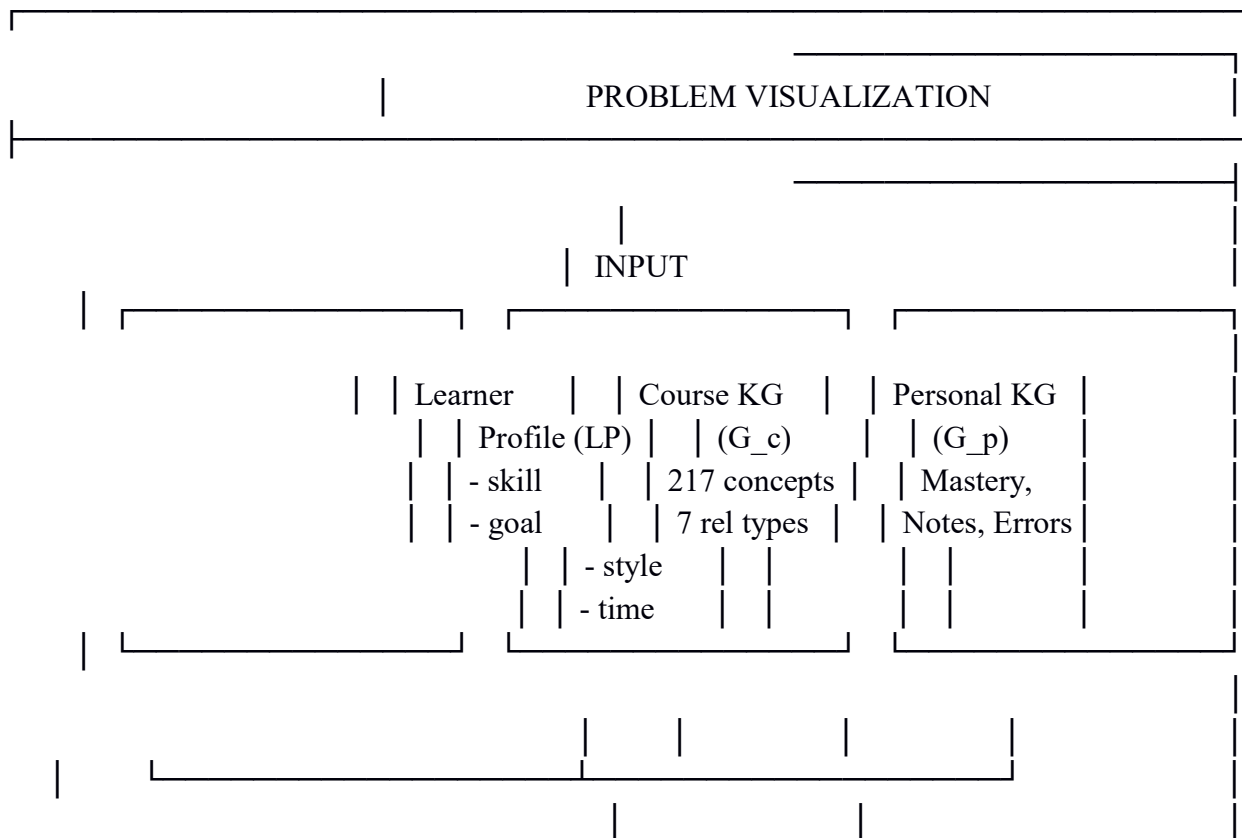 PROBLEM VISUALIZATION
INPUT
Learner Course KG Personal KG
Profile (LP) (G_c) (G_p)
- skill 217 concepts Mastery,
- goal 7 rel types Notes, Errors
- style
- time